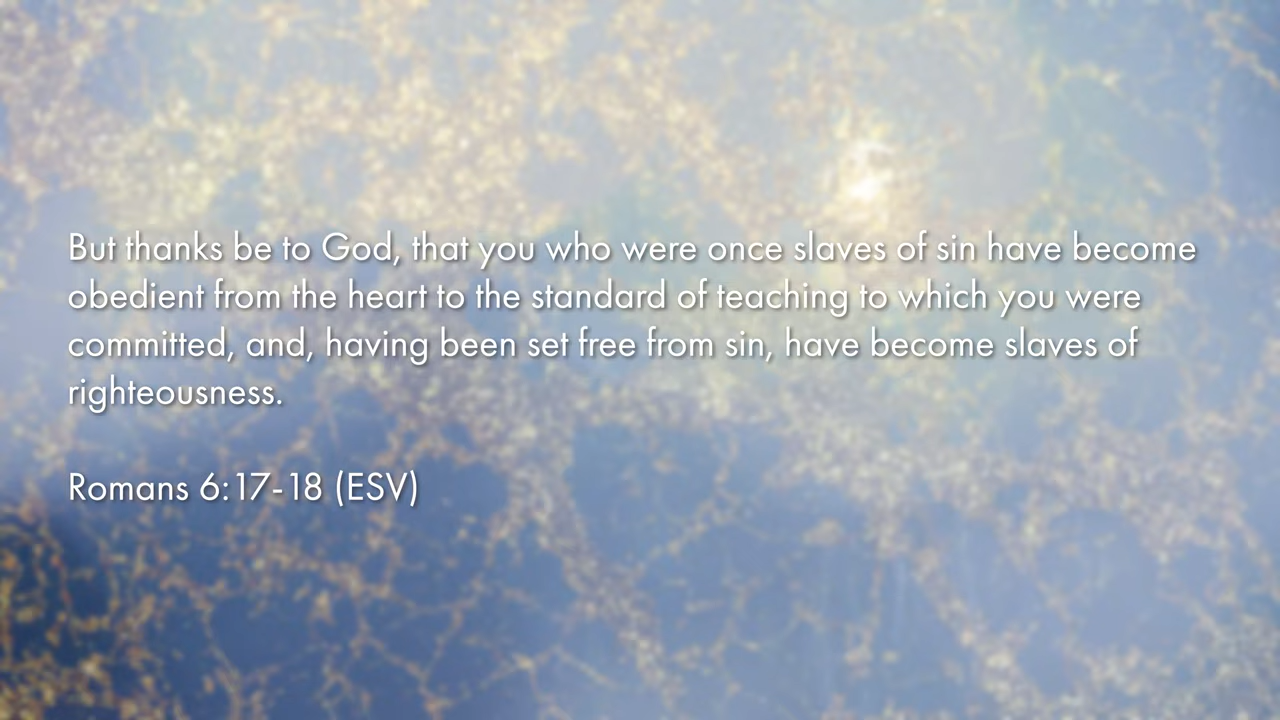 But thanks be to God, that you who were once slaves of sin have become
obedient from the heart to the standard of teaching to which you were
committed, and, having been set free from sin, have become slaves of
righteousness.
Romans 6:17-18 (ESV)